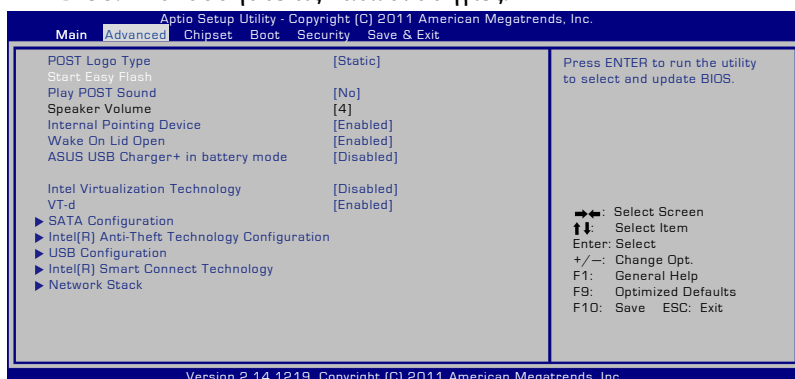 Aptio Setup Utility - Copyright (C) 2011 American Megatrends, Inc.
Main Advanced Chipset Boot Security Save & Exit
POST Logo Type [Static]
Start Easy Flash
Play POST Sound [No]
Speaker Volume [4]
Internal Pointing Device [Enabled]
Wake On Lid Open [Enabled]
ASUS USB Charger+ in battery mode [Disabled]
Intel Virtualization Technology [Disabled]
VT-d [Enabled]
SATA Configuration
Intel(R) Anti-Theft Technology Configuration
USB Configuration
Intel(R) Smart Connect Technology
Network Stack
Press ENTER to run the utility
to select and update BIOS.
→←: Select Screen
↑↓: Select Item
Enter: Select
+/—: Change Opt.
F1: General Help
F9: Optimized Defaults
F10: Save ESC: Exit
Version 2.14.1219. Copyright (C) 2011 American Megatrends, Inc.